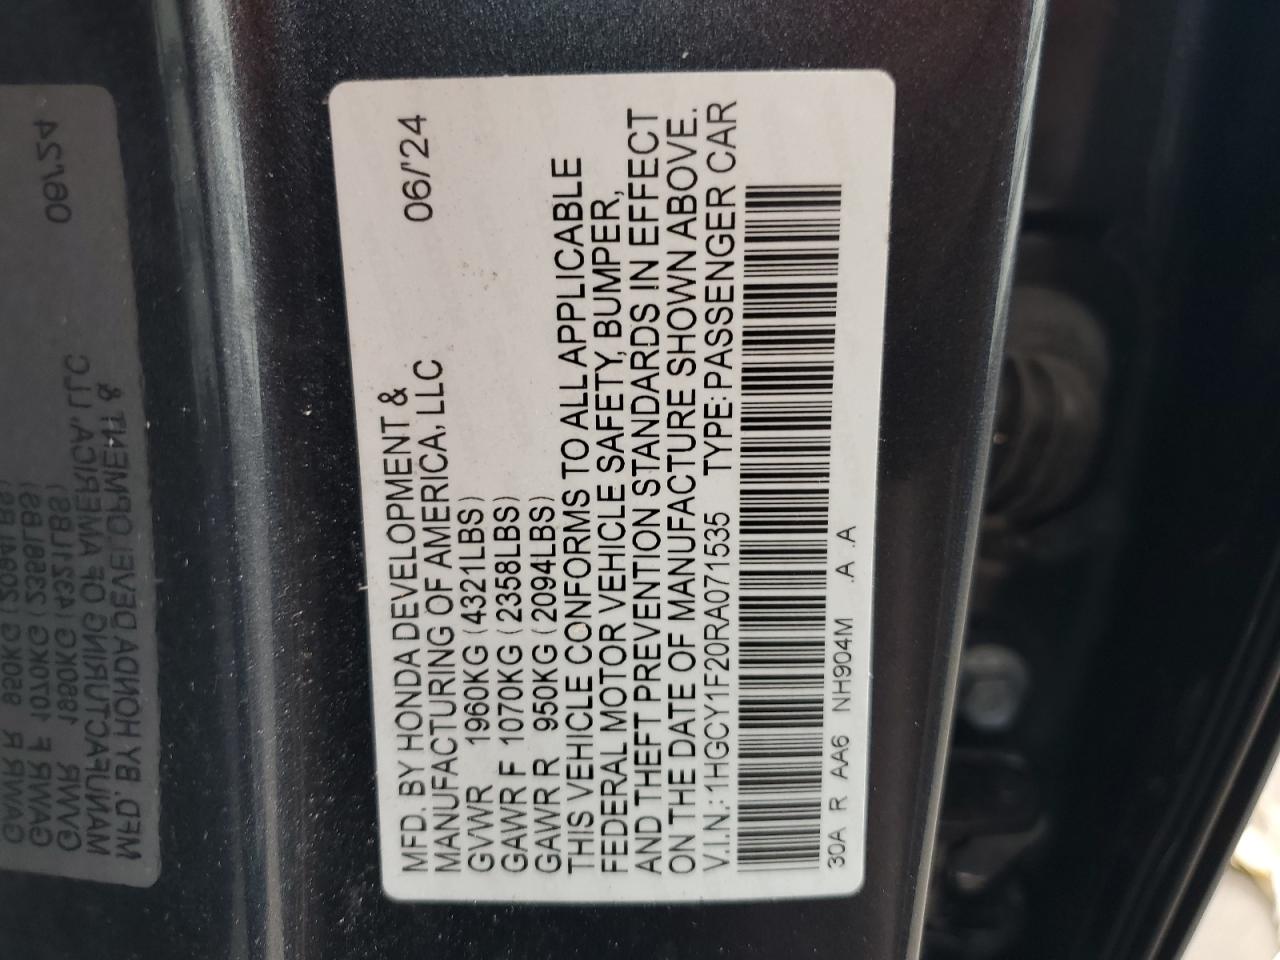 MFD. BY HONDA DEVELOPMENT &
MANUFACTURING OF AMERICA, LLC 06/'24
GVWR 1960KG (4321LBS)
GAWR F 1070KG (2358LBS)
GAWR R 950KG (2094LBS)
THIS VEHICLE CONFORMS TO ALL APPLICABLE
FEDERAL MOTOR VEHICLE SAFETY, BUMPER,
AND THEFT PREVENTION STANDARDS IN EFFECT
ON THE DATE OF MANUFACTURE SHOWN ABOVE.
V.I.N.: 1HGCY1F20RA071535 TYPE: PASSENGER CAR
30A R AA6 NH904M .A .A